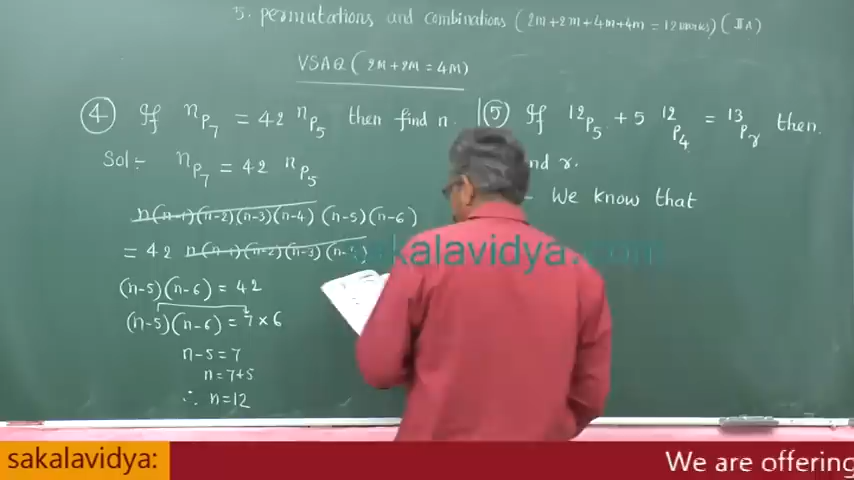 5. permutations and combinations (2M+2M+4M+4M = 12 marks) (IIA)
VSAQ (2M+2M = 4M)
④ If ⁿP₇ = 42 ⁿP₅ then find n.
Sol:- ⁿP₇ = 42 ⁿP₅
n(n-1)(n-2)(n-3)(n-4) (n-5)(n-6)
= 42 n(n-1)(n-2)(n-3)(n-4)
(n-5)(n-6) = 42
(n-5)(n-6) = 7×6
n-5 = 7
n = 7+5
∴ n=12
⑤ If ¹²P₅ + 5 ¹²P₄ = ¹³Pᵣ then
find r.
We know that
sakalavidya.com
sakalavidya:
We are offering